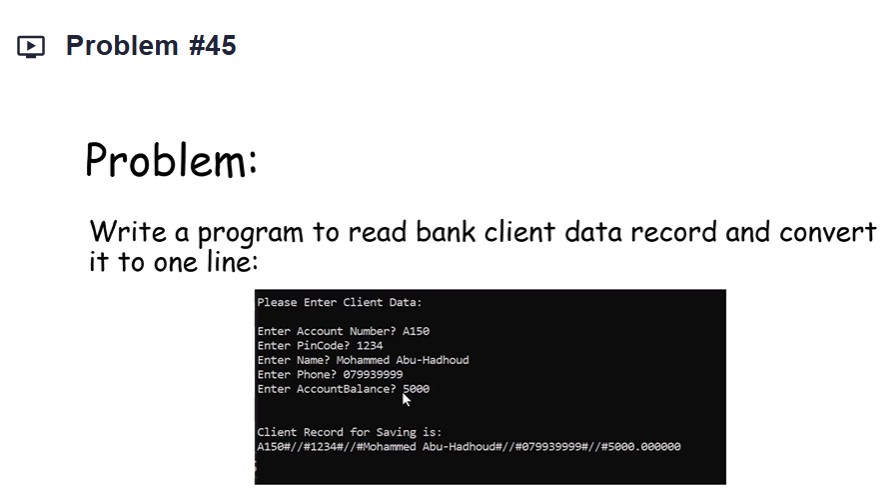 Problem #45
Problem:
Write a program to read bank client data record and convert
it to one line:
Please Enter Client Data:
Enter Account Number? A150
Enter PinCode? 1234
Enter Name? Mohammed Abu-Hadhoud
Enter Phone? 079939999
Enter AccountBalance? 5000
Client Record for Saving is:
A150#//#1234#//#Mohammed Abu-Hadhoud#//#079939999#//#5000.000000